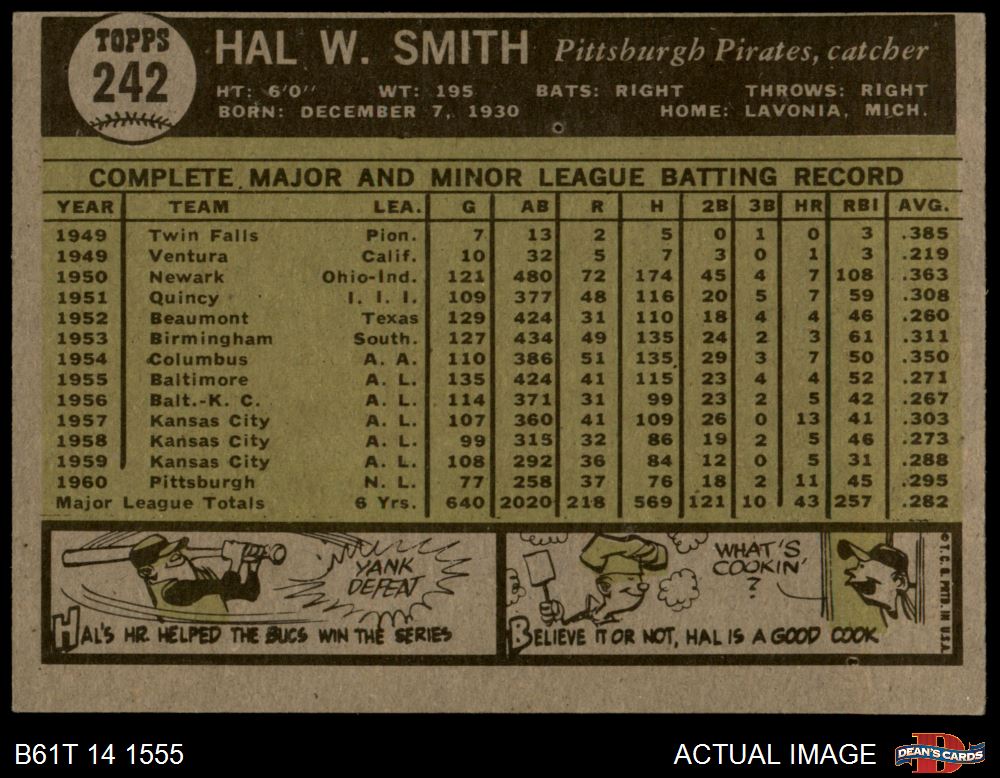 TOPPS
242
HAL W. SMITH Pittsburgh Pirates, catcher
HT: 6'0" WT: 195 BATS: RIGHT THROWS: RIGHT
BORN: DECEMBER 7, 1930 HOME: LAVONIA, MICH.
COMPLETE MAJOR AND MINOR LEAGUE BATTING RECORD
YEAR TEAM LEA. G AB R H 2B 3B HR RBI AVG.
1949 Twin Falls Pion. 7 13 2 5 0 1 0 3 .385
1949 Ventura Calif. 10 32 5 7 3 0 1 3 .219
1950 Newark Ohio-Ind. 121 480 72 174 45 4 7 108 .363
1951 Quincy I. I. I. 109 377 48 116 20 5 7 59 .308
1952 Beaumont Texas 129 424 31 110 18 4 4 46 .260
1953 Birmingham South. 127 434 49 135 24 2 3 61 .311
1954 Columbus A. A. 110 386 51 135 29 3 7 50 .350
1955 Baltimore A. L. 135 424 41 115 23 4 4 52 .271
1956 Balt.-K. C. A. L. 114 371 31 99 23 2 5 42 .267
1957 Kansas City A. L. 107 360 41 109 26 0 13 41 .303
1958 Kansas City A. L. 99 315 32 86 19 2 5 46 .273
1959 Kansas City A. L. 108 292 36 84 12 0 5 31 .288
1960 Pittsburgh N. L. 77 258 37 76 18 2 11 45 .295
Major League Totals 6 Yrs. 640 2020 218 569 121 10 43 257 .282
YANK
DEFEAT
HAL'S HR. HELPED THE BUCS WIN THE SERIES
WHAT'S
COOKIN'
?
BELIEVE IT OR NOT, HAL IS A GOOD COOK
© T. C. G. PRTD. IN U.S.A.
B61T 14 1555
ACTUAL IMAGE
DEAN'S CARDS